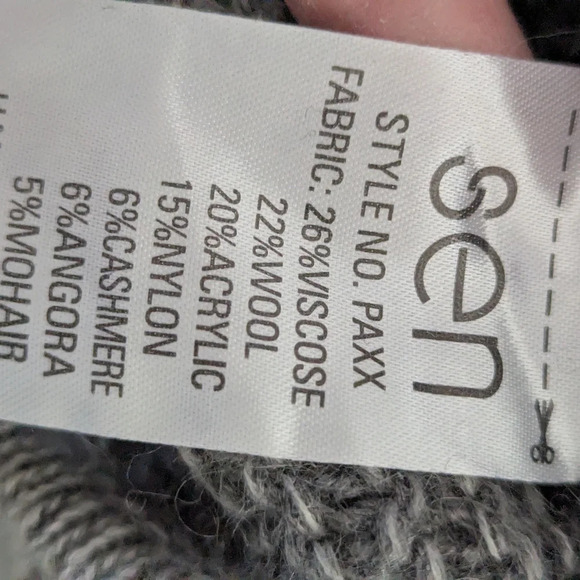 sen
STYLE NO. PAXX
FABRIC: 26%VISCOSE
22%WOOL
20%ACRYLIC
15%NYLON
6%CASHMERE
6%ANGORA
5%MOHAIR